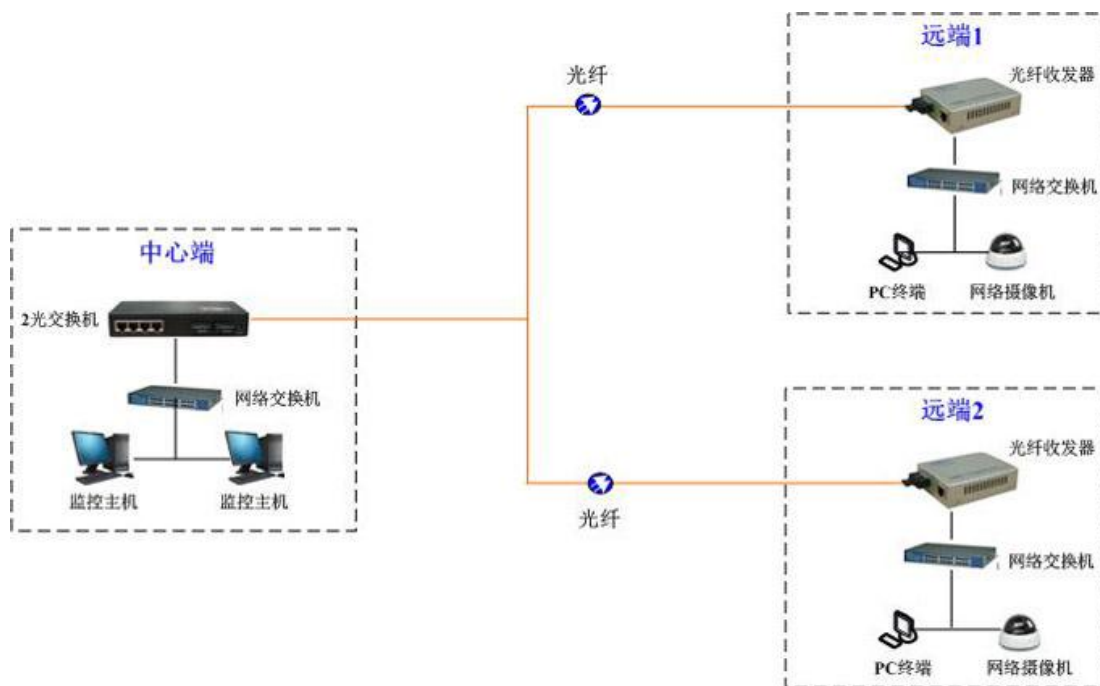 远端1
光纤
光纤收发器
网络交换机
PC终端
网络摄像机
中心端
2光交换机
网络交换机
监控主机
监控主机
远端2
光纤收发器
光纤
网络交换机
PC终端
网络摄像机